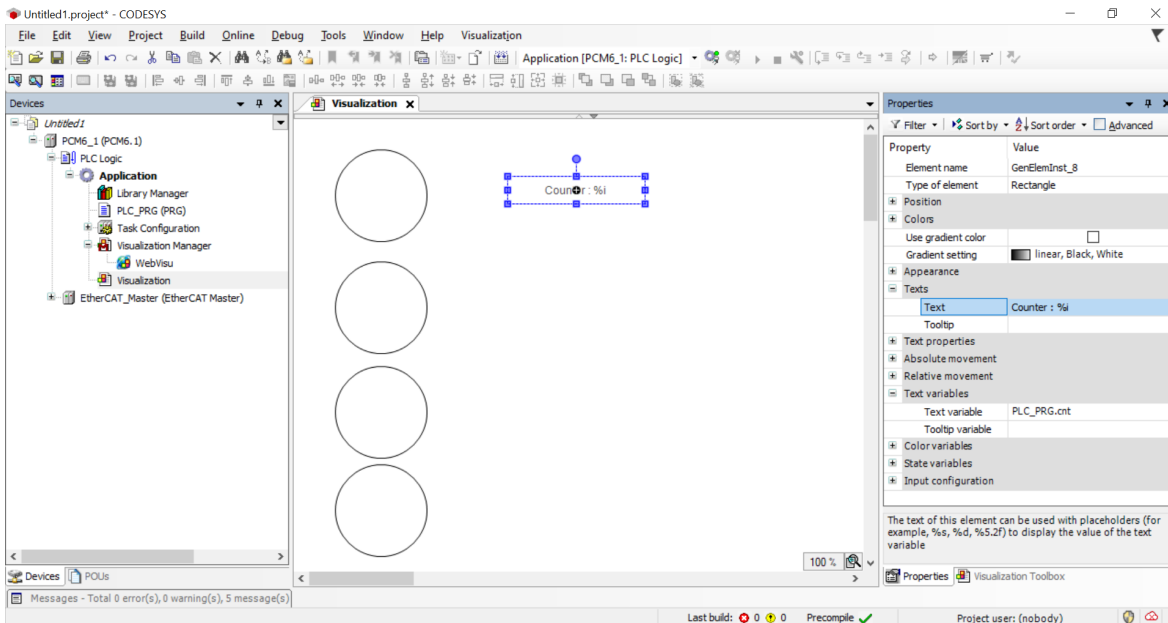 Untitled1.project* - CODESYS
File Edit View Project Build Online Debug Tools Window Help Visualization
Application [PCM6_1: PLC Logic]
Devices
Untitled1
PCM6_1 (PCM6.1)
PLC Logic
Application
Library Manager
PLC_PRG (PRG)
Task Configuration
Visualization Manager
WebVisu
Visualization
EtherCAT_Master (EtherCAT Master)
Devices POUs
Visualization
Counter : %i
100 %
Properties
Filter Sort by Sort order Advanced
Property Value
Element name GenElemInst_8
Type of element Rectangle
Position
Colors
Use gradient color
Gradient setting linear, Black, White
Appearance
Texts
Text Counter : %i
Tooltip
Text properties
Absolute movement
Relative movement
Text variables
Text variable PLC_PRG.cnt
Tooltip variable
Color variables
State variables
Input configuration
The text of this element can be used with placeholders (for
example, %s, %d, %5.2f) to display the value of the text
variable
Properties Visualization Toolbox
Messages - Total 0 error(s), 0 warning(s), 5 message(s)
Last build: 0 0 Precompile Project user: (nobody)